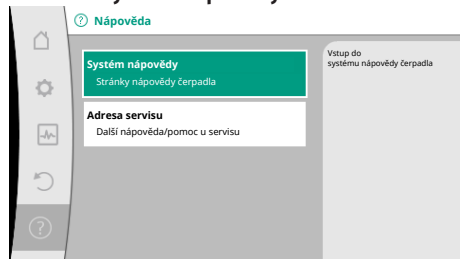 Nápověda
Systém nápovědy
Stránky nápovědy čerpadla
Adresa servisu
Další nápověda/pomoc u servisu
Vstup do
systému nápovědy čerpadla